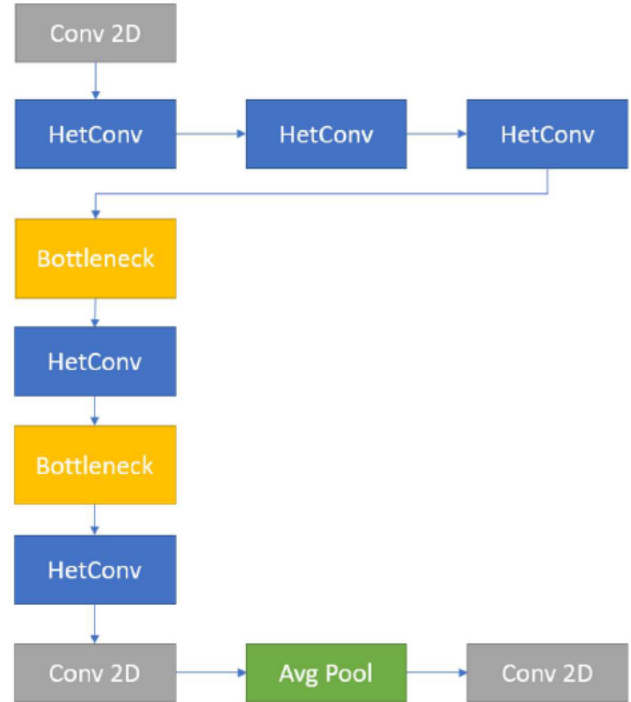 Conv 2D
HetConv
HetConv
HetConv
Bottleneck
HetConv
Bottleneck
HetConv
Conv 2D
Avg Pool
Conv 2D